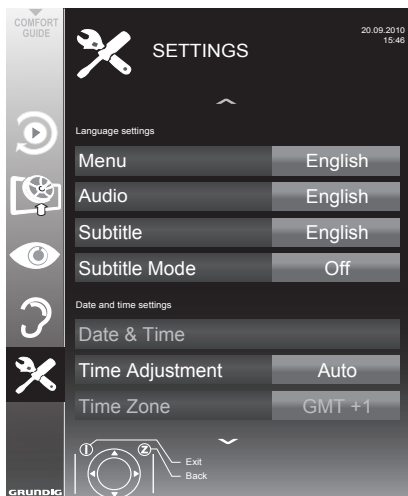 COMFORT
GUIDE
SETTINGS
20.09.2010
15:46
Language settings
Menu English
Audio English
Subtitle English
Subtitle Mode Off
Date and time settings
Date & Time
Time Adjustment Auto
Time Zone GMT +1
Exit
Back
GRUNDIG